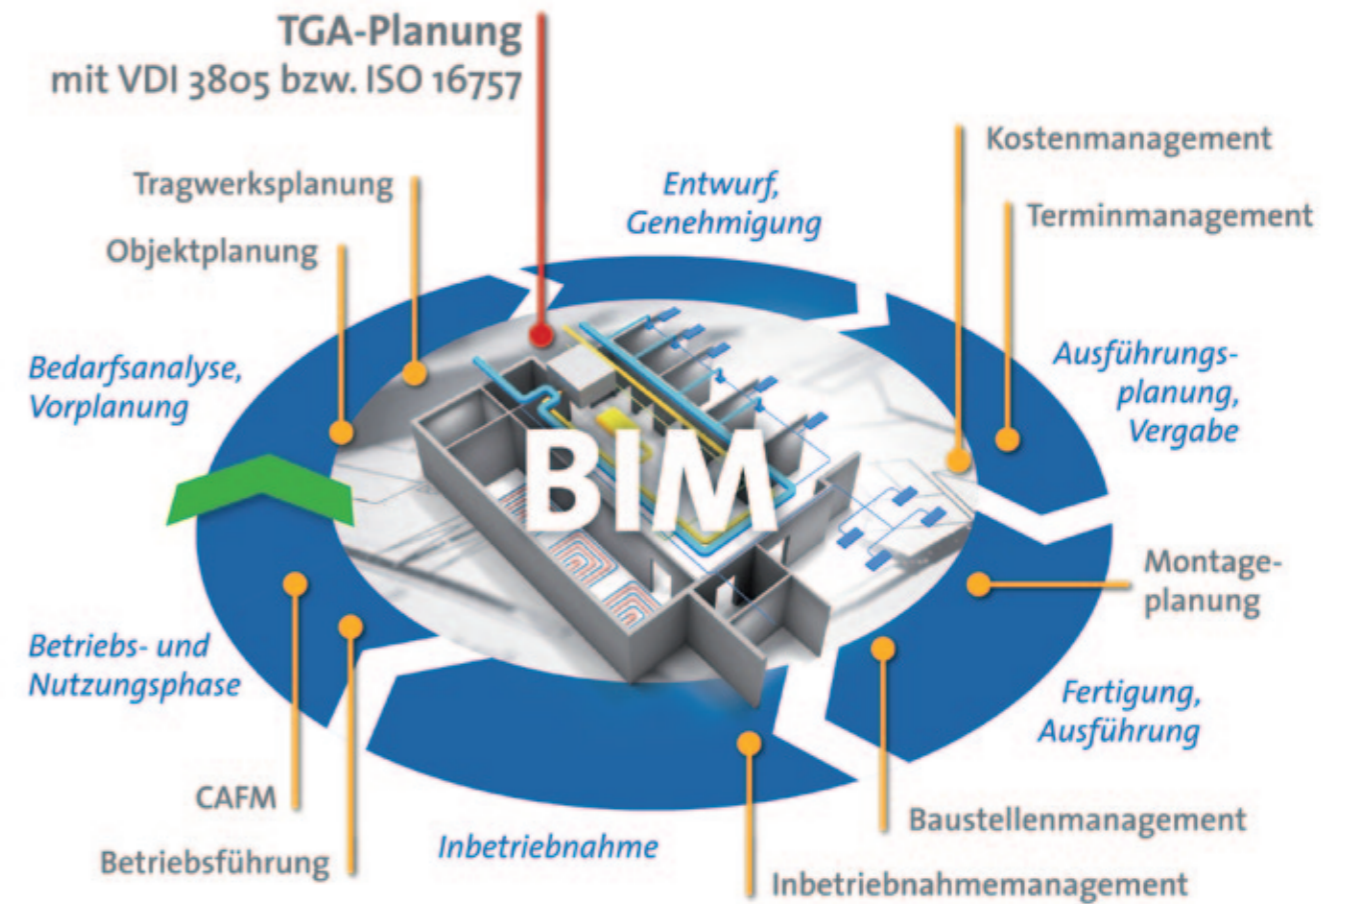 TGA-Planung
mit VDI 3805 bzw. ISO 16757
Kostenmanagement
Tragwerksplanung
Entwurf,
Genehmigung
Terminmanagement
Objektplanung
Bedarfsanalyse,
Vorplanung
Ausführungs-
planung,
Vergabe
BIM
Montage-
planung
Betriebs- und
Nutzungsphase
Fertigung,
Ausführung
CAFM
Baustellenmanagement
Inbetriebnahme
Betriebsführung
Inbetriebnahmemanagement